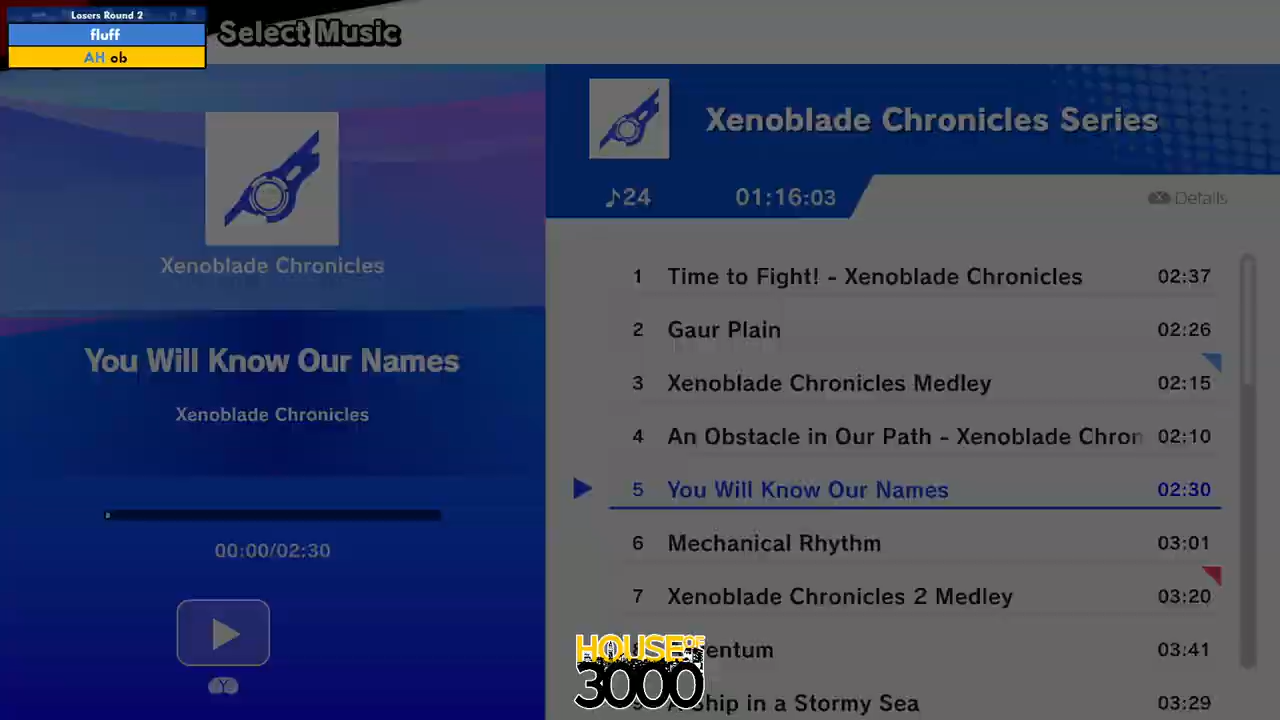 Losers Round 2
fluff
AH ob
Select Music
Xenoblade Chronicles
You Will Know Our Names
Xenoblade Chronicles
00:00/02:30
Y
Xenoblade Chronicles Series
♪24 01:16:03
X Details
1 Time to Fight! - Xenoblade Chronicles 02:37
2 Gaur Plain 02:26
3 Xenoblade Chronicles Medley 02:15
4 An Obstacle in Our Path - Xenoblade Chron 02:10
5 You Will Know Our Names 02:30
6 Mechanical Rhythm 03:01
7 Xenoblade Chronicles 2 Medley 03:20
03:41
Ship in a Stormy Sea 03:29
HOUSE OF
3000